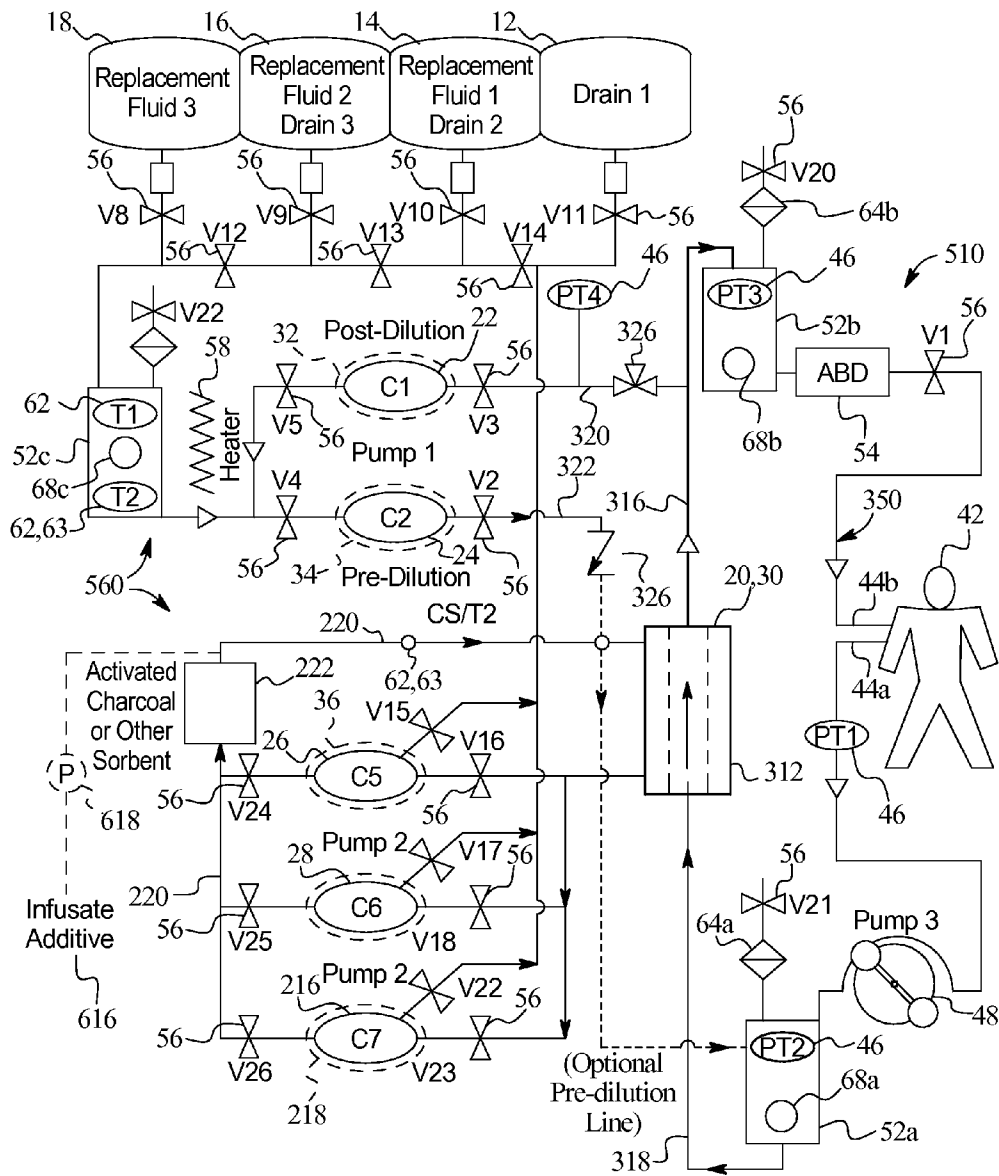 18
16
14
12
Replacement
Fluid 3
Replacement
Fluid 2
Drain 3
Replacement
Fluid 1
Drain 2
Drain 1
56
56
56
56
V8
V9
V10
V11
56
V20
64b
V12
56
V13
56
V14
56
46
PT4
PT3
46
510
52b
V1
56
V22
58
Post-Dilution
32
22
56
326
62
T1
C1
ABD
52c
V5
56
V3
320
68b
54
68c
Heater
Pump 1
T2
V4
V2
322
316
350
42
62,63
C2
56
34
24
56
560
Pre-Dilution
326
44b
CS/T2
20,30
220
62,63
44a
Activated
Charcoal
or Other
Sorbent
222
36
V15
V16
26
PT1
P
C5
312
46
56
56
618
V24
Pump 2
28
V17
56
56
220
V21
Infusate
Additive
56
C6
64a
Pump 3
V25
V18
Pump 2
216
V22
56
616
56
C7
48
PT2
46
V26
V23
(Optional
Pre-dilution
Line)
68a
218
52a
318